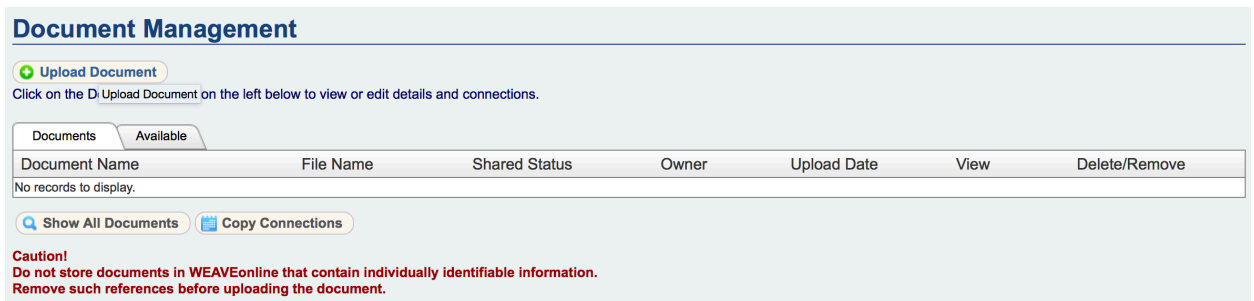 Document Management
Upload Document
Click on the D Upload Document on the left below to view or edit details and connections.
Documents Available
Document Name File Name Shared Status Owner Upload Date View Delete/Remove
No records to display.
Show All Documents Copy Connections
Caution!
Do not store documents in WEAVEonline that contain individually identifiable information.
Remove such references before uploading the document.